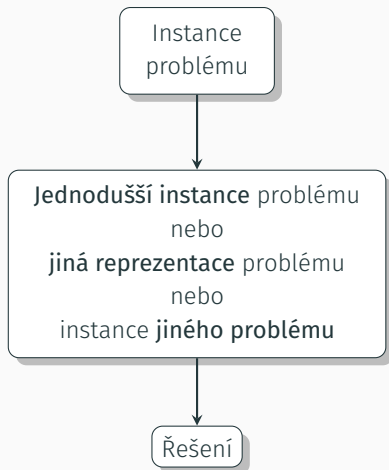 Instance
problému
Jednodušší instance problému
nebo
jiná reprezentace problému
nebo
instance jiného problému
Řešení